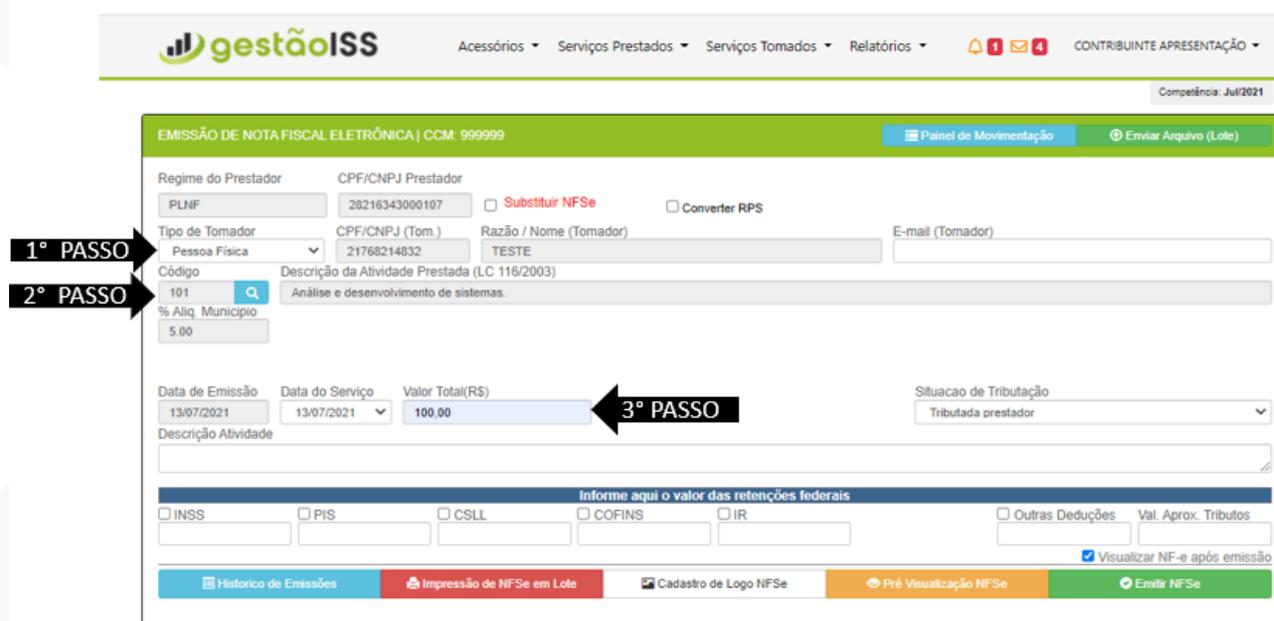 gestãoISS
Acessórios Serviços Prestados Serviços Tomados Relatórios 1 4 CONTRIBUINTE APRESENTAÇÃO
Competência: Jul/2021
EMISSÃO DE NOTA FISCAL ELETRÔNICA | CCM: 999999 Painel de Movimentação Enviar Arquivo (Lote)
Regime do Prestador CPF/CNPJ Prestador
PLNF 28216343000107 Substituir NFSe Converter RPS
Tipo de Tomador CPF/CNPJ (Tom.) Razão / Nome (Tomador) E-mail (Tomador)
1° PASSO Pessoa Física 21768214832 TESTE
Código Descrição da Atividade Prestada (LC 116/2003)
2° PASSO 101 Análise e desenvolvimento de sistemas.
% Aliq. Municipio
5.00
Data de Emissão Data do Serviço Valor Total(R$) Situacao de Tributação
13/07/2021 13/07/2021 100,00 3° PASSO Tributada prestador
Descrição Atividade
Informe aqui o valor das retenções federais
INSS PIS CSLL COFINS IR Outras Deduções Val. Aprox. Tributos
Visualizar NF-e após emissão
Historico de Emissões Impressão de NFSe em Lote Cadastro de Logo NFSe Pré Visualização NFSe Emitir NFSe